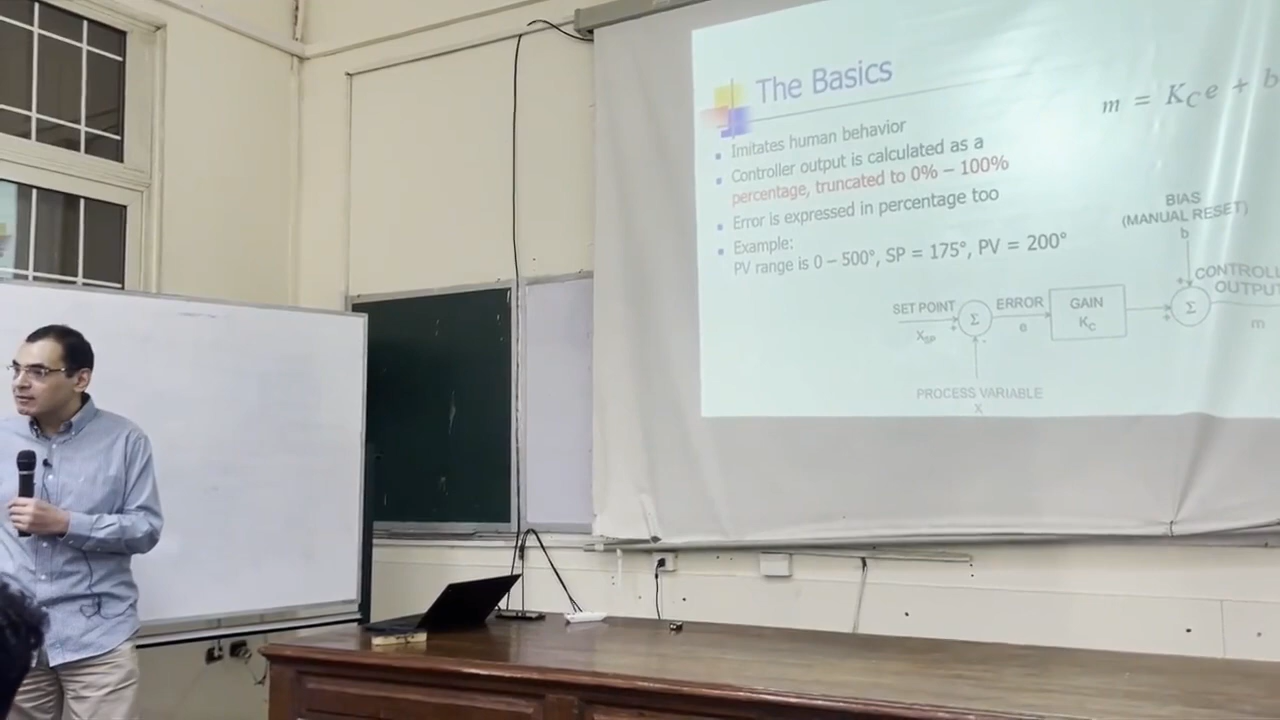 The Basics
m = K_C e + b
Imitates human behavior
Controller output is calculated as a
percentage, truncated to 0% – 100%
Error is expressed in percentage too
Example:
PV range is 0 – 500°, SP = 175°, PV = 200°
BIAS
(MANUAL RESET)
b
SET POINT
X_SP
Σ
ERROR
e
GAIN
K_C
Σ
CONTROLL
OUTPUT
m
PROCESS VARIABLE
X